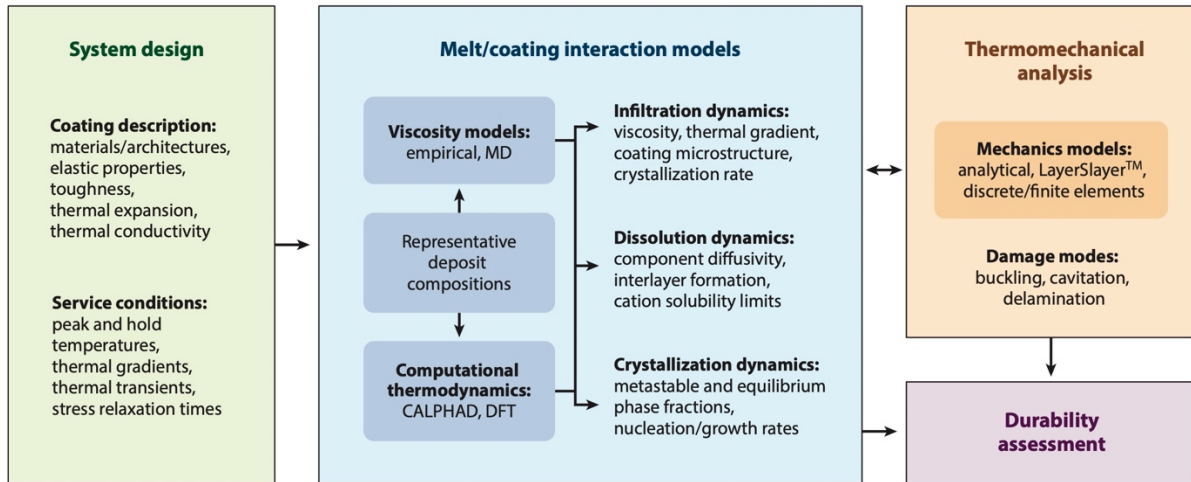 System design
Coating description:
materials/architectures,
elastic properties,
toughness,
thermal expansion,
thermal conductivity
Service conditions:
peak and hold
temperatures,
thermal gradients,
thermal transients,
stress relaxation times
Melt/coating interaction models
Viscosity models:
empirical, MD
Representative
deposit
compositions
Computational
thermodynamics:
CALPHAD, DFT
Infiltration dynamics:
viscosity, thermal gradient,
coating microstructure,
crystallization rate
Dissolution dynamics:
component diffusivity,
interlayer formation,
cation solubility limits
Crystallization dynamics:
metastable and equilibrium
phase fractions,
nucleation/growth rates
Thermomechanical
analysis
Mechanics models:
analytical, LayerSlayer™,
discrete/finite elements
Damage modes:
buckling, cavitation,
delamination
Durability
assessment